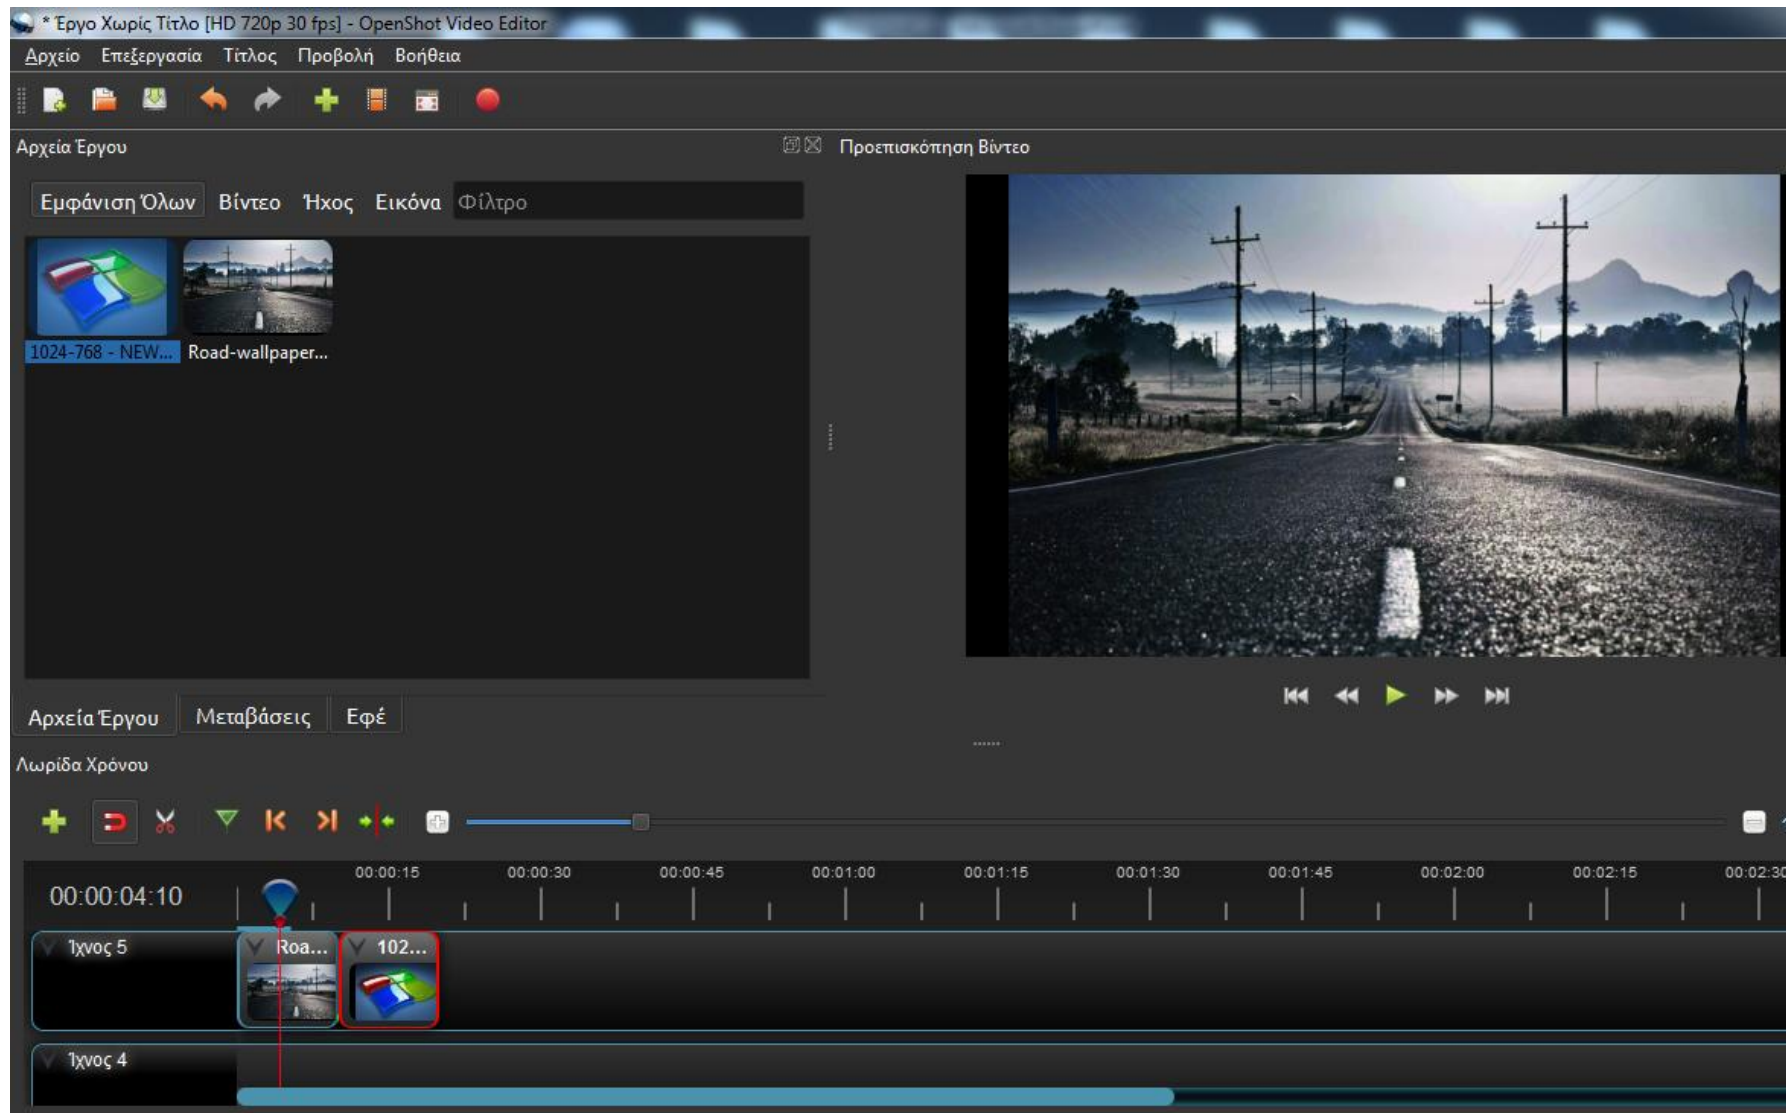 * Έργο Χωρίς Τίτλο [HD 720p 30 fps] - OpenShot Video Editor
Αρχείο Επεξεργασία Τίτλος Προβολή Βοήθεια
Αρχεία Έργου
Προεπισκόπηση Βίντεο
Εμφάνιση Όλων Βίντεο Ήχος Εικόνα Φίλτρο
1024-768 - NEW... Road-wallpaper...
Αρχεία Έργου Μεταβάσεις Εφέ
Λωρίδα Χρόνου
00:00:15 00:00:30 00:00:45 00:01:00 00:01:15 00:01:30 00:01:45 00:02:00 00:02:15 00:02:30
00:00:04:10
Ίχνος 5 Roa... 102...
Ίχνος 4